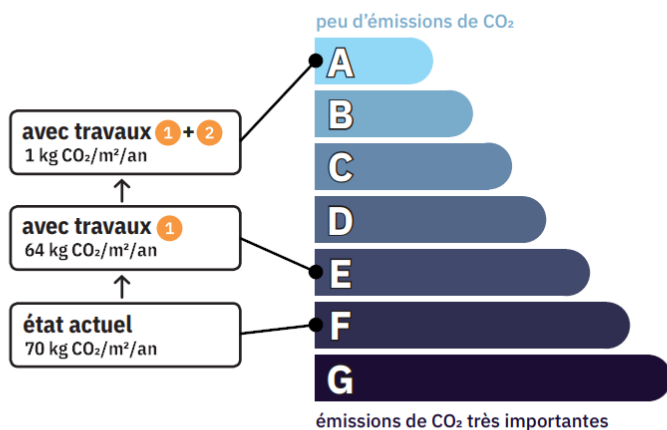 peu d'émissions de CO₂
A
B
C
D
E
F
G
émissions de CO₂ très importantes
avec travaux 1 + 2
1 kg CO₂/m²/an
avec travaux 1
64 kg CO₂/m²/an
état actuel
70 kg CO₂/m²/an